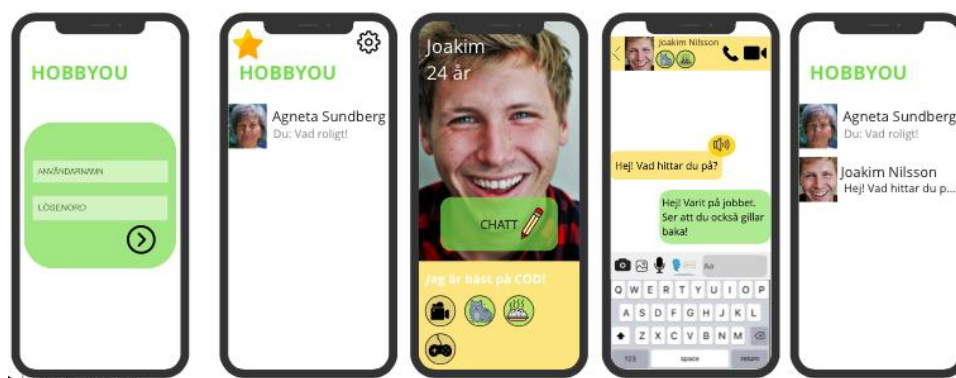 HOBBYOU
ANVÄNDARNAMN
LÖSENORD
HOBBYOU
Agneta Sundberg
Du: Vad roligt!
Joakim
24 år
CHATT
Jag är bäst på COD!
Joakim Nilsson
Hej! Vad hittar du på?
Hej! Varit på jobbet.
Ser att du också gillar
baka!
Aa
Q W E R T Y U I O P
A S D F G H J K L
Z X C V B N M
123 space return
HOBBYOU
Agneta Sundberg
Du: Vad roligt!
Joakim Nilsson
Hej! Vad hittar du p...